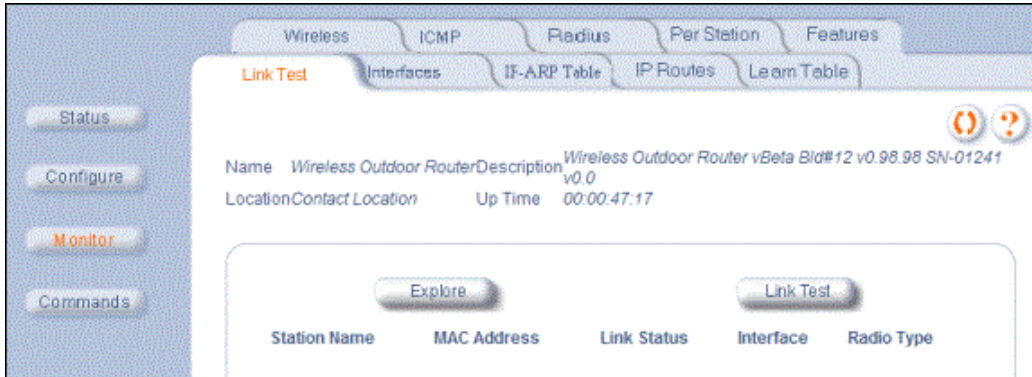 Wireless ICMP Radius Per Station Features
Link Test Interfaces IF-ARP Table IP Routes Learn Table
Status
Configure
Monitor
Commands
?
Name Wireless Outdoor Router Description Wireless Outdoor Router vBeta Bld#12 v0.98.98 SN-01241
v0.0
Location Contact Location Up Time 00:00:47:17
Explore Link Test
Station Name MAC Address Link Status Interface Radio Type